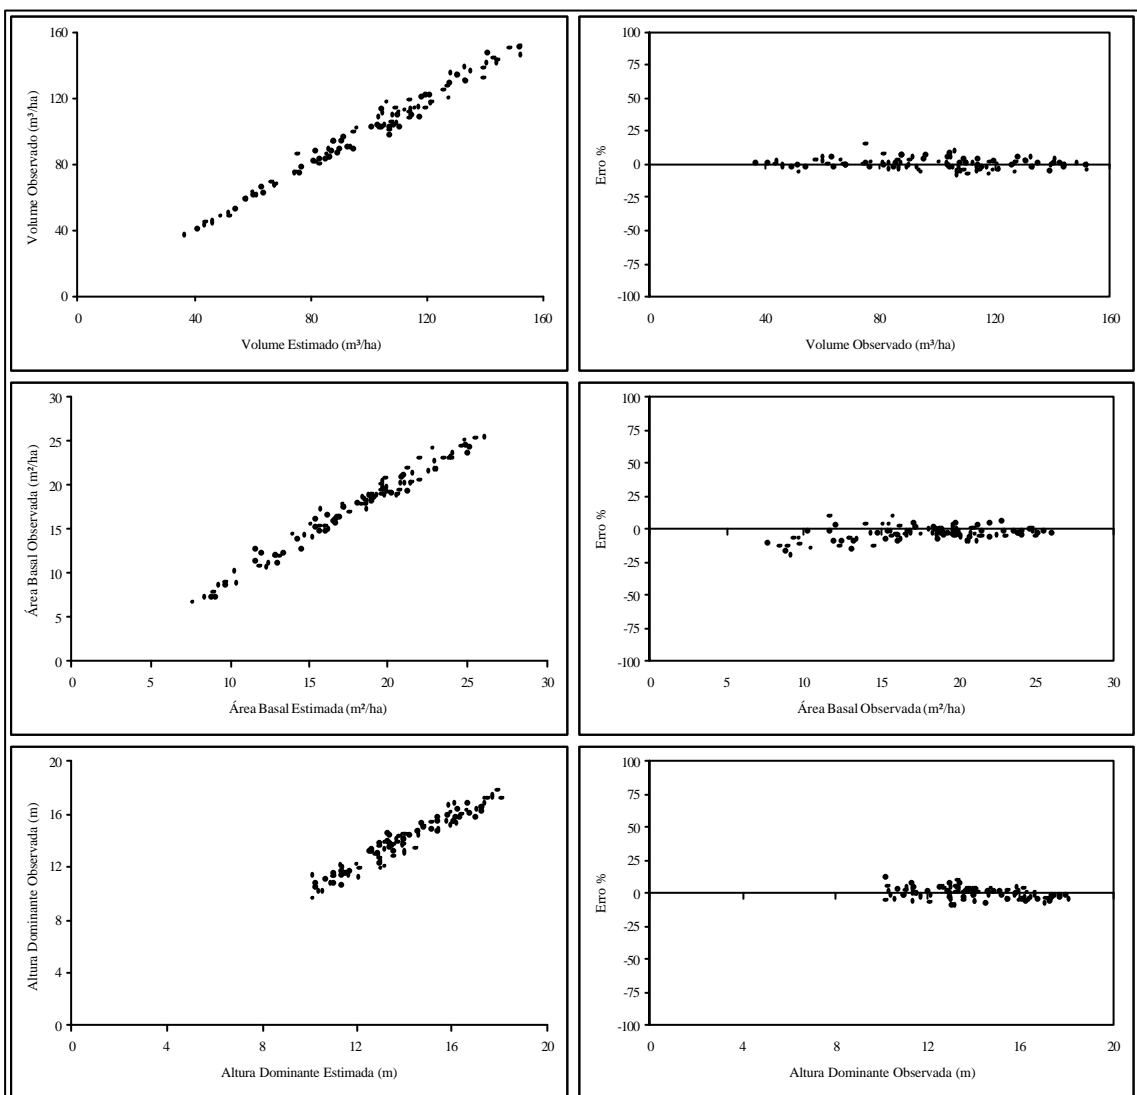 160
120
80
40
0
Volume Observado (m³/ha)
0 40 80 120 160
Volume Estimado (m³/ha)
100
75
50
25
0
-25
-50
-75
-100
Erro %
0 40 80 120 160
Volume Observado (m³/ha)
30
25
20
15
10
5
0
Área Basal Observada (m²/ha)
0 5 10 15 20 25 30
Área Basal Estimada (m²/ha)
100
75
50
25
0
-25
-50
-75
-100
Erro %
0 5 10 15 20 25 30
Área Basal Observada (m²/ha)
20
16
12
8
4
0
Altura Dominante Observada (m)
0 4 8 12 16 20
Altura Dominante Estimada (m)
100
75
50
25
0
-25
-50
-75
-100
Erro %
0 4 8 12 16 20
Altura Dominante Observada (m)